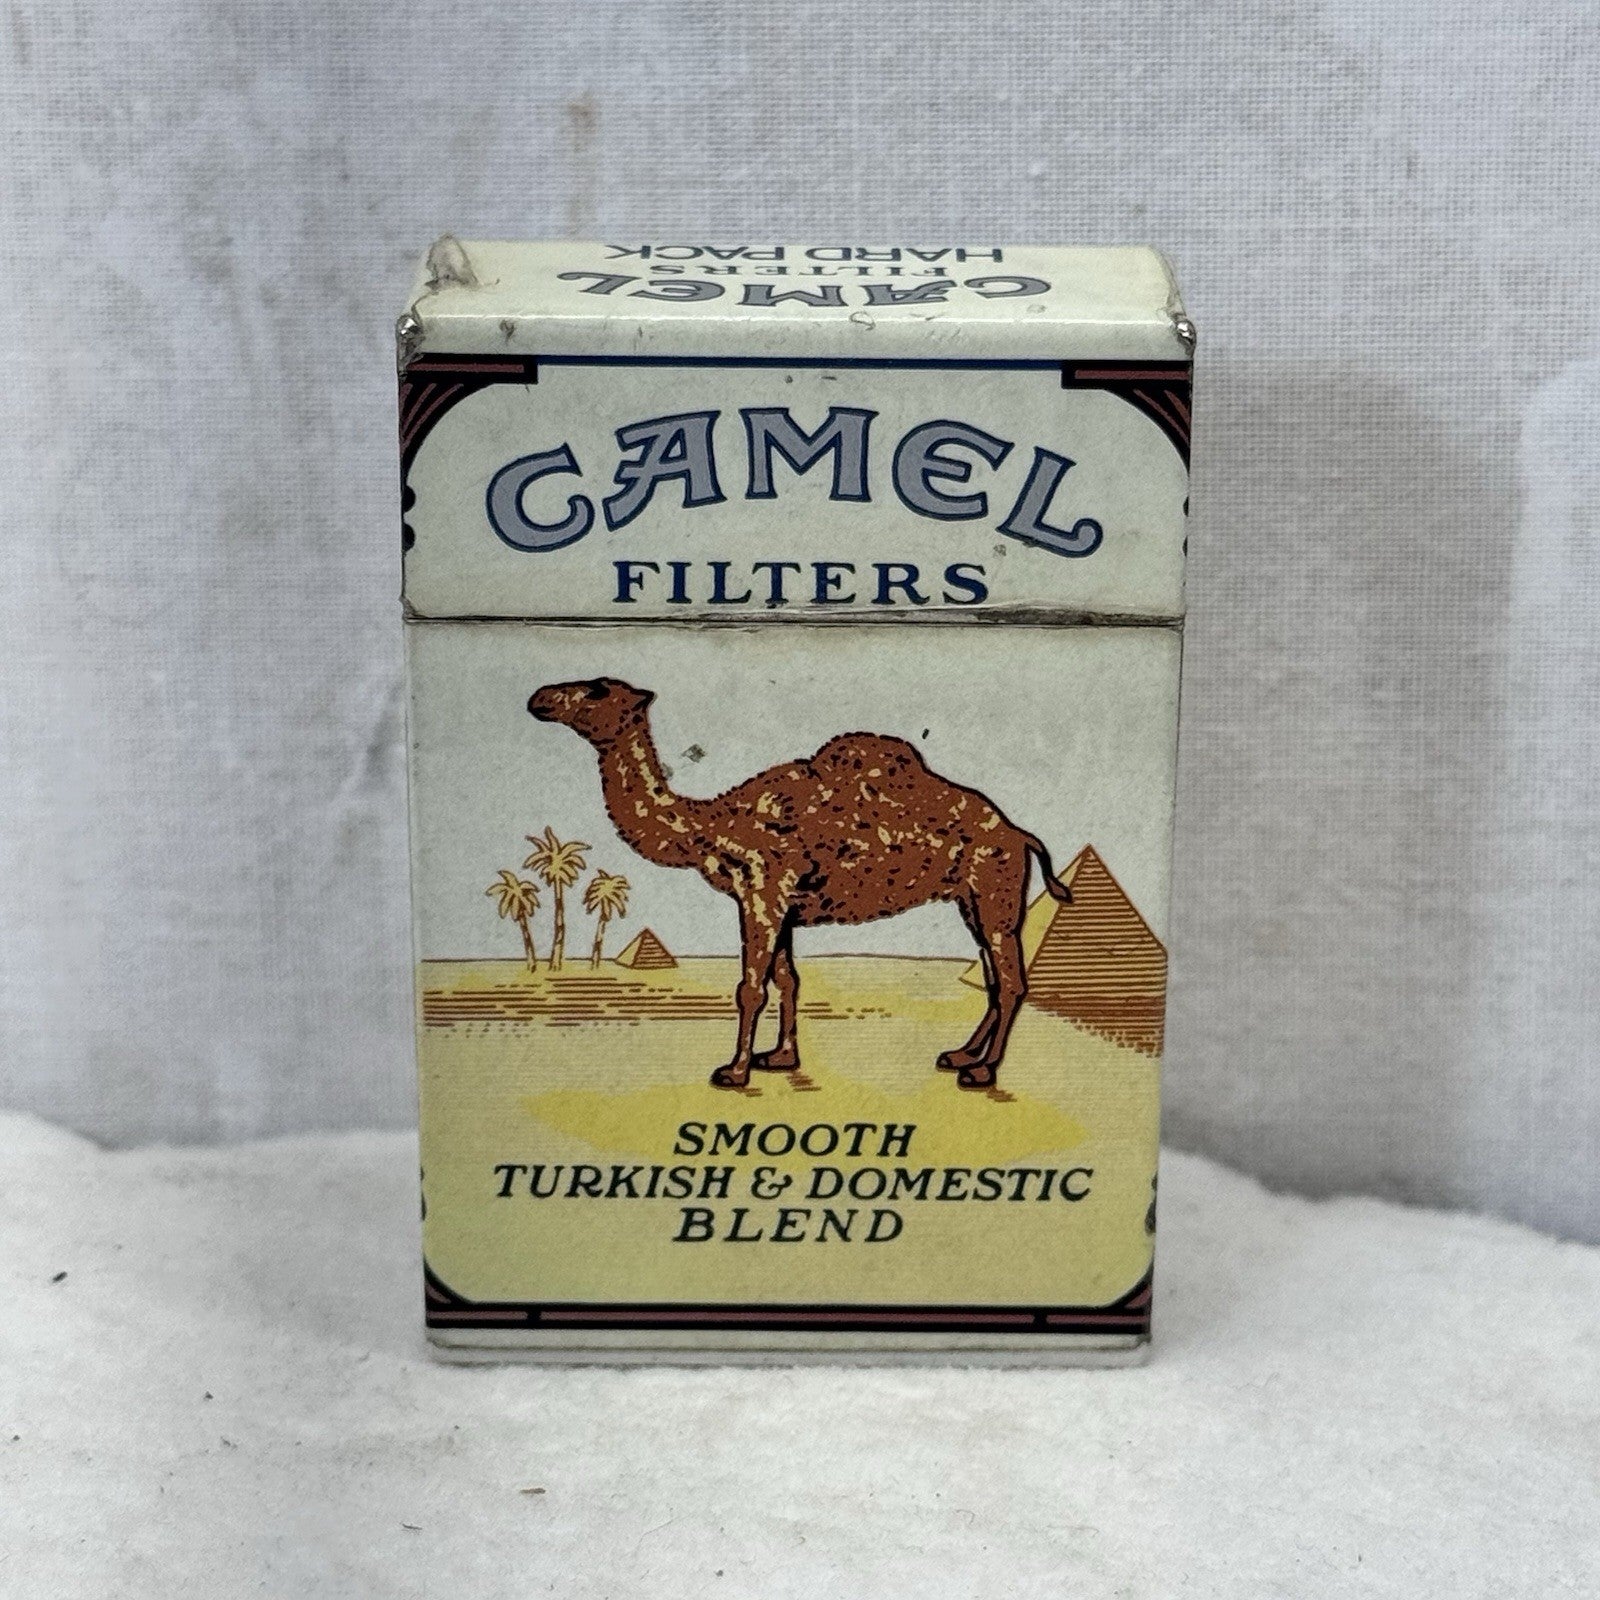 HARD PACK
FILTERS
CAMEL
CAMEL
FILTERS
SMOOTH
TURKISH & DOMESTIC
BLEND